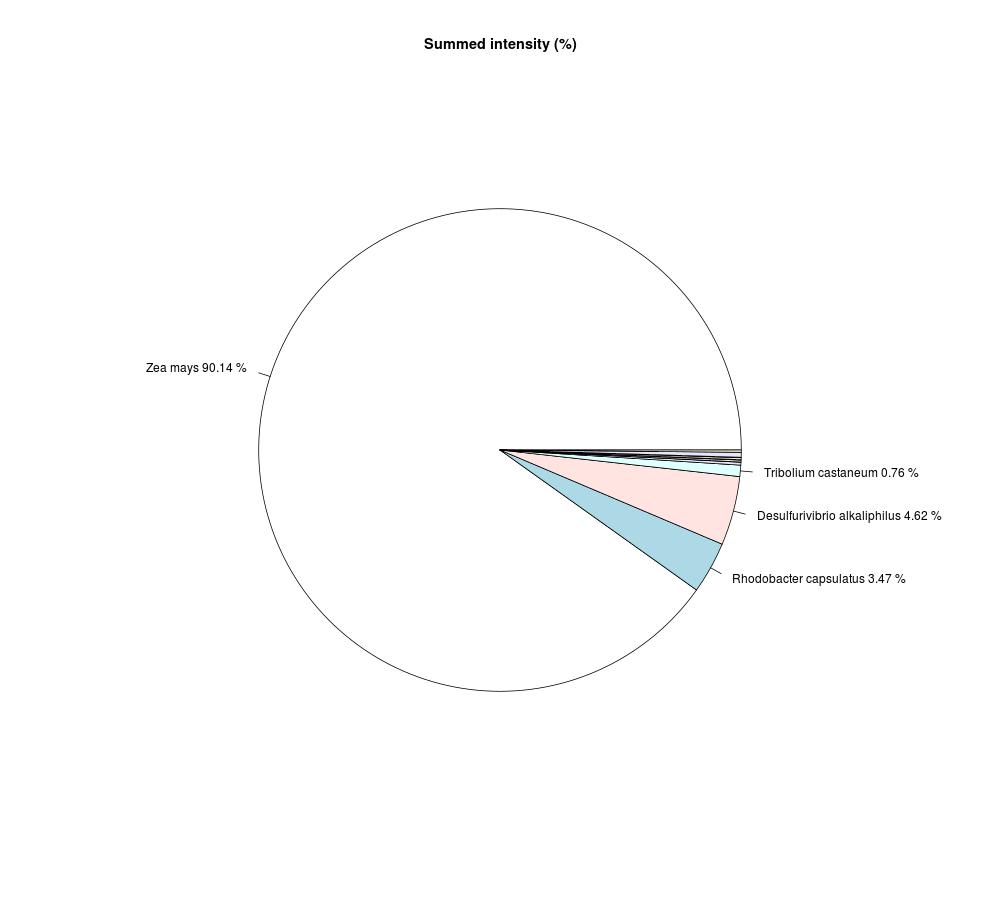 Summed intensity (%)
Zea mays 90.14 %
Tribolium castaneum 0.76 %
Desulfurivibrio alkaliphilus 4.62 %
Rhodobacter capsulatus 3.47 %